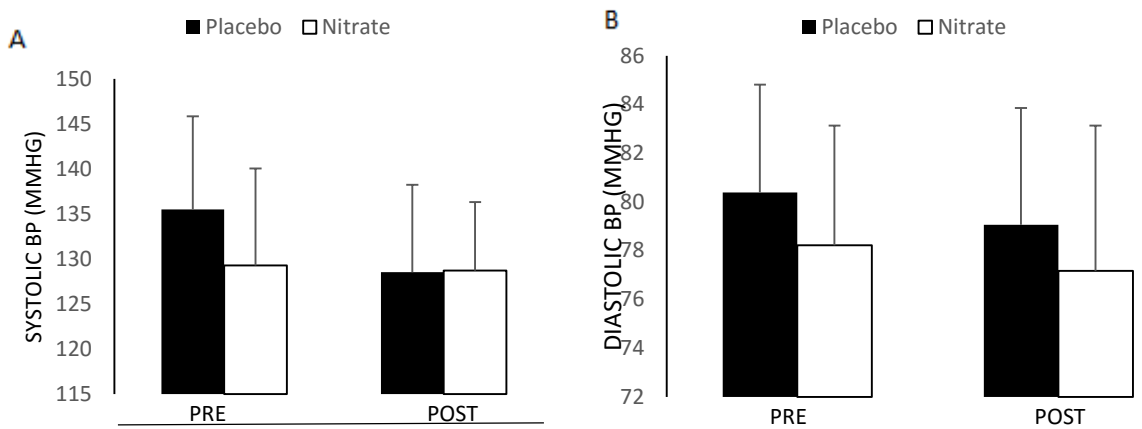 A
Placebo Nitrate
SYSTOLIC BP (MMHG)
150
145
140
135
130
125
120
115
PRE POST
B
Placebo Nitrate
DIASTOLIC BP (MMHG)
86
84
82
80
78
76
74
72
PRE POST